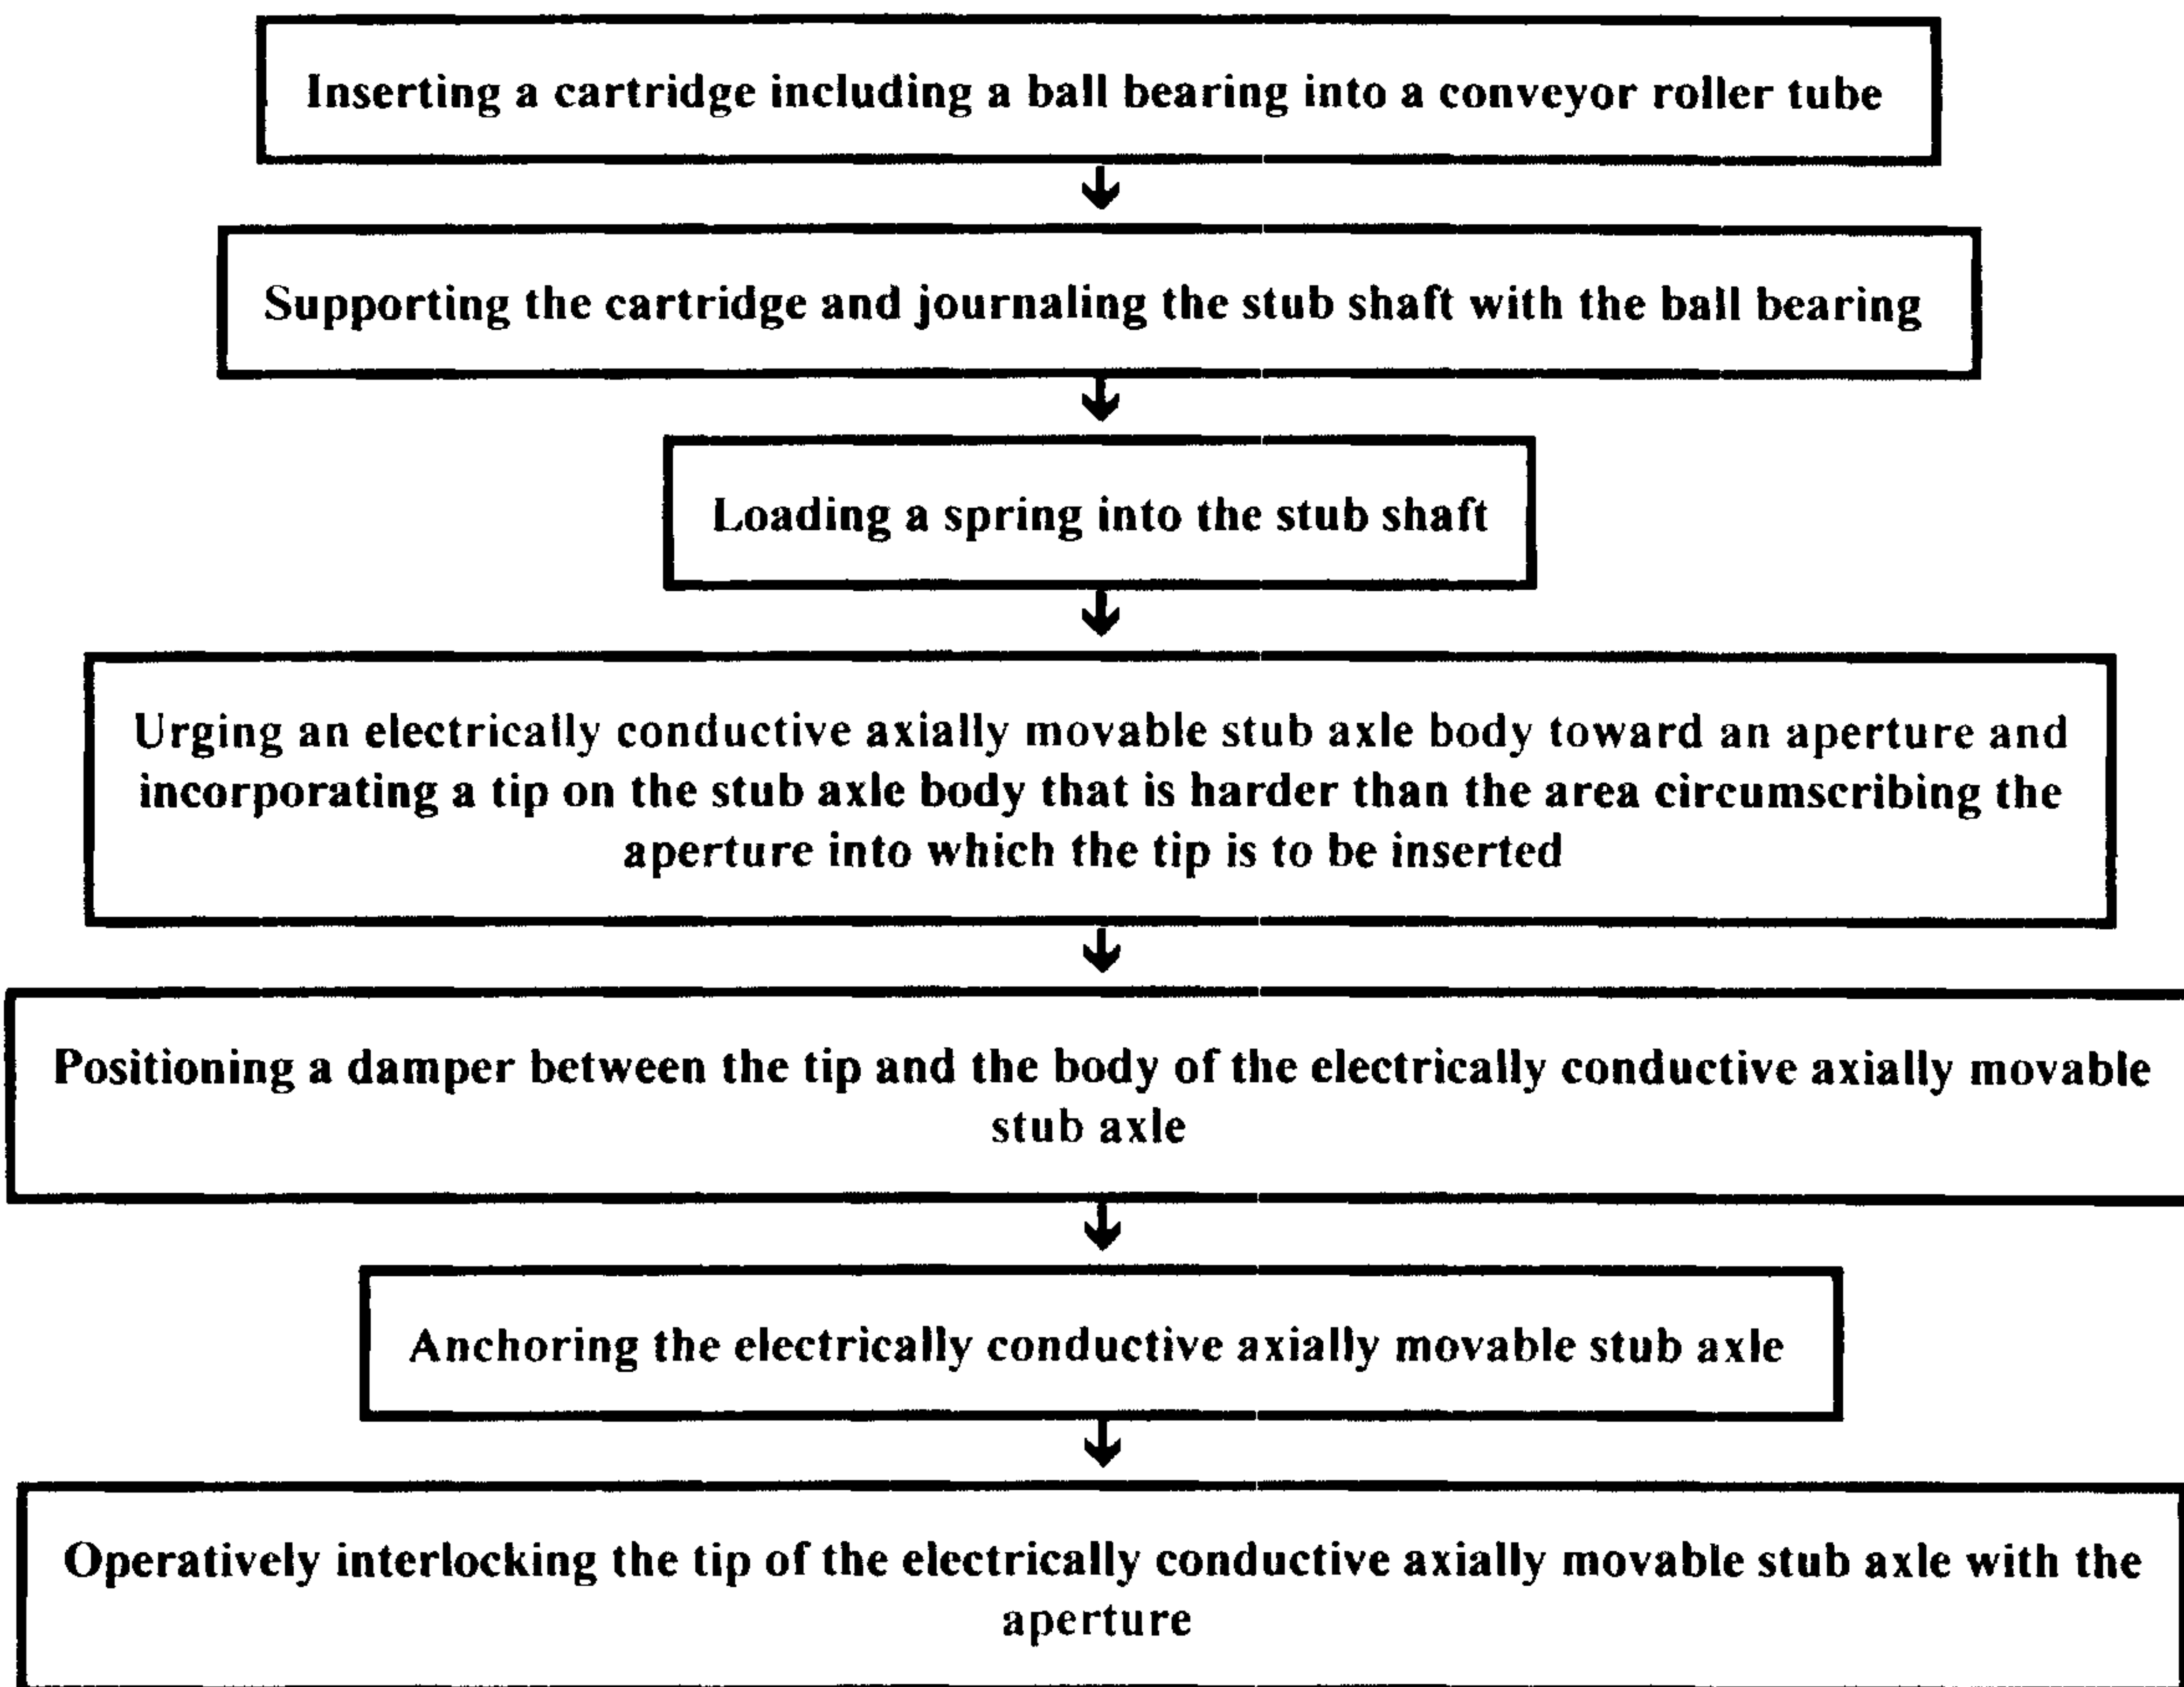 Inserting a cartridge including a ball bearing into a conveyor roller tube
Supporting the cartridge and journaling the stub shaft with the ball bearing
Loading a spring into the stub shaft
Urging an electrically conductive axially movable stub axle body toward an aperture and
incorporating a tip on the stub axle body that is harder than the area circumscribing the
aperture into which the tip is to be inserted
Positioning a damper between the tip and the body of the electrically conductive axially movable
stub axle
Anchoring the electrically conductive axially movable stub axle
Operatively interlocking the tip of the electrically conductive axially movable stub axle with the
aperture